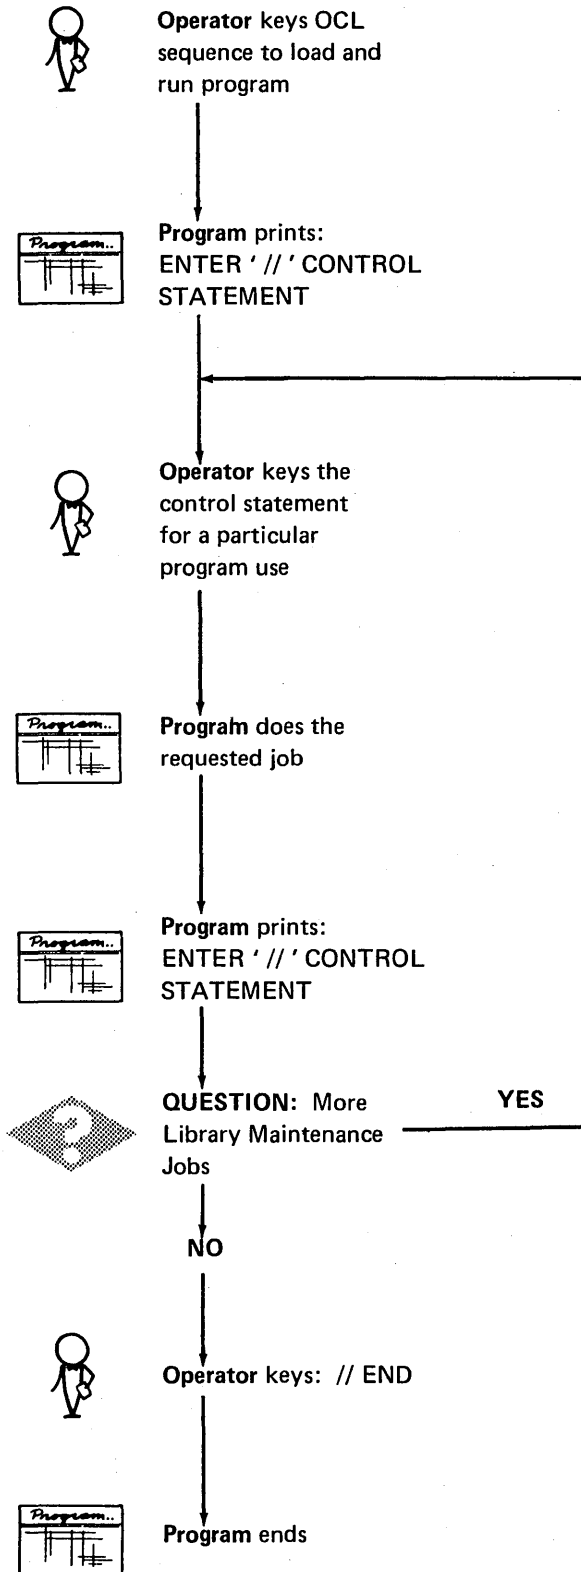 Operator keys OCL
sequence to load and
run program
Program..
Program prints:
ENTER ' // ' CONTROL
STATEMENT
Operator keys the
control statement
for a particular
program use
Program..
Program does the
requested job
Program..
Program prints:
ENTER ' // ' CONTROL
STATEMENT
?
QUESTION: More
Library Maintenance
Jobs
YES
NO
Operator keys: // END
Program..
Program ends